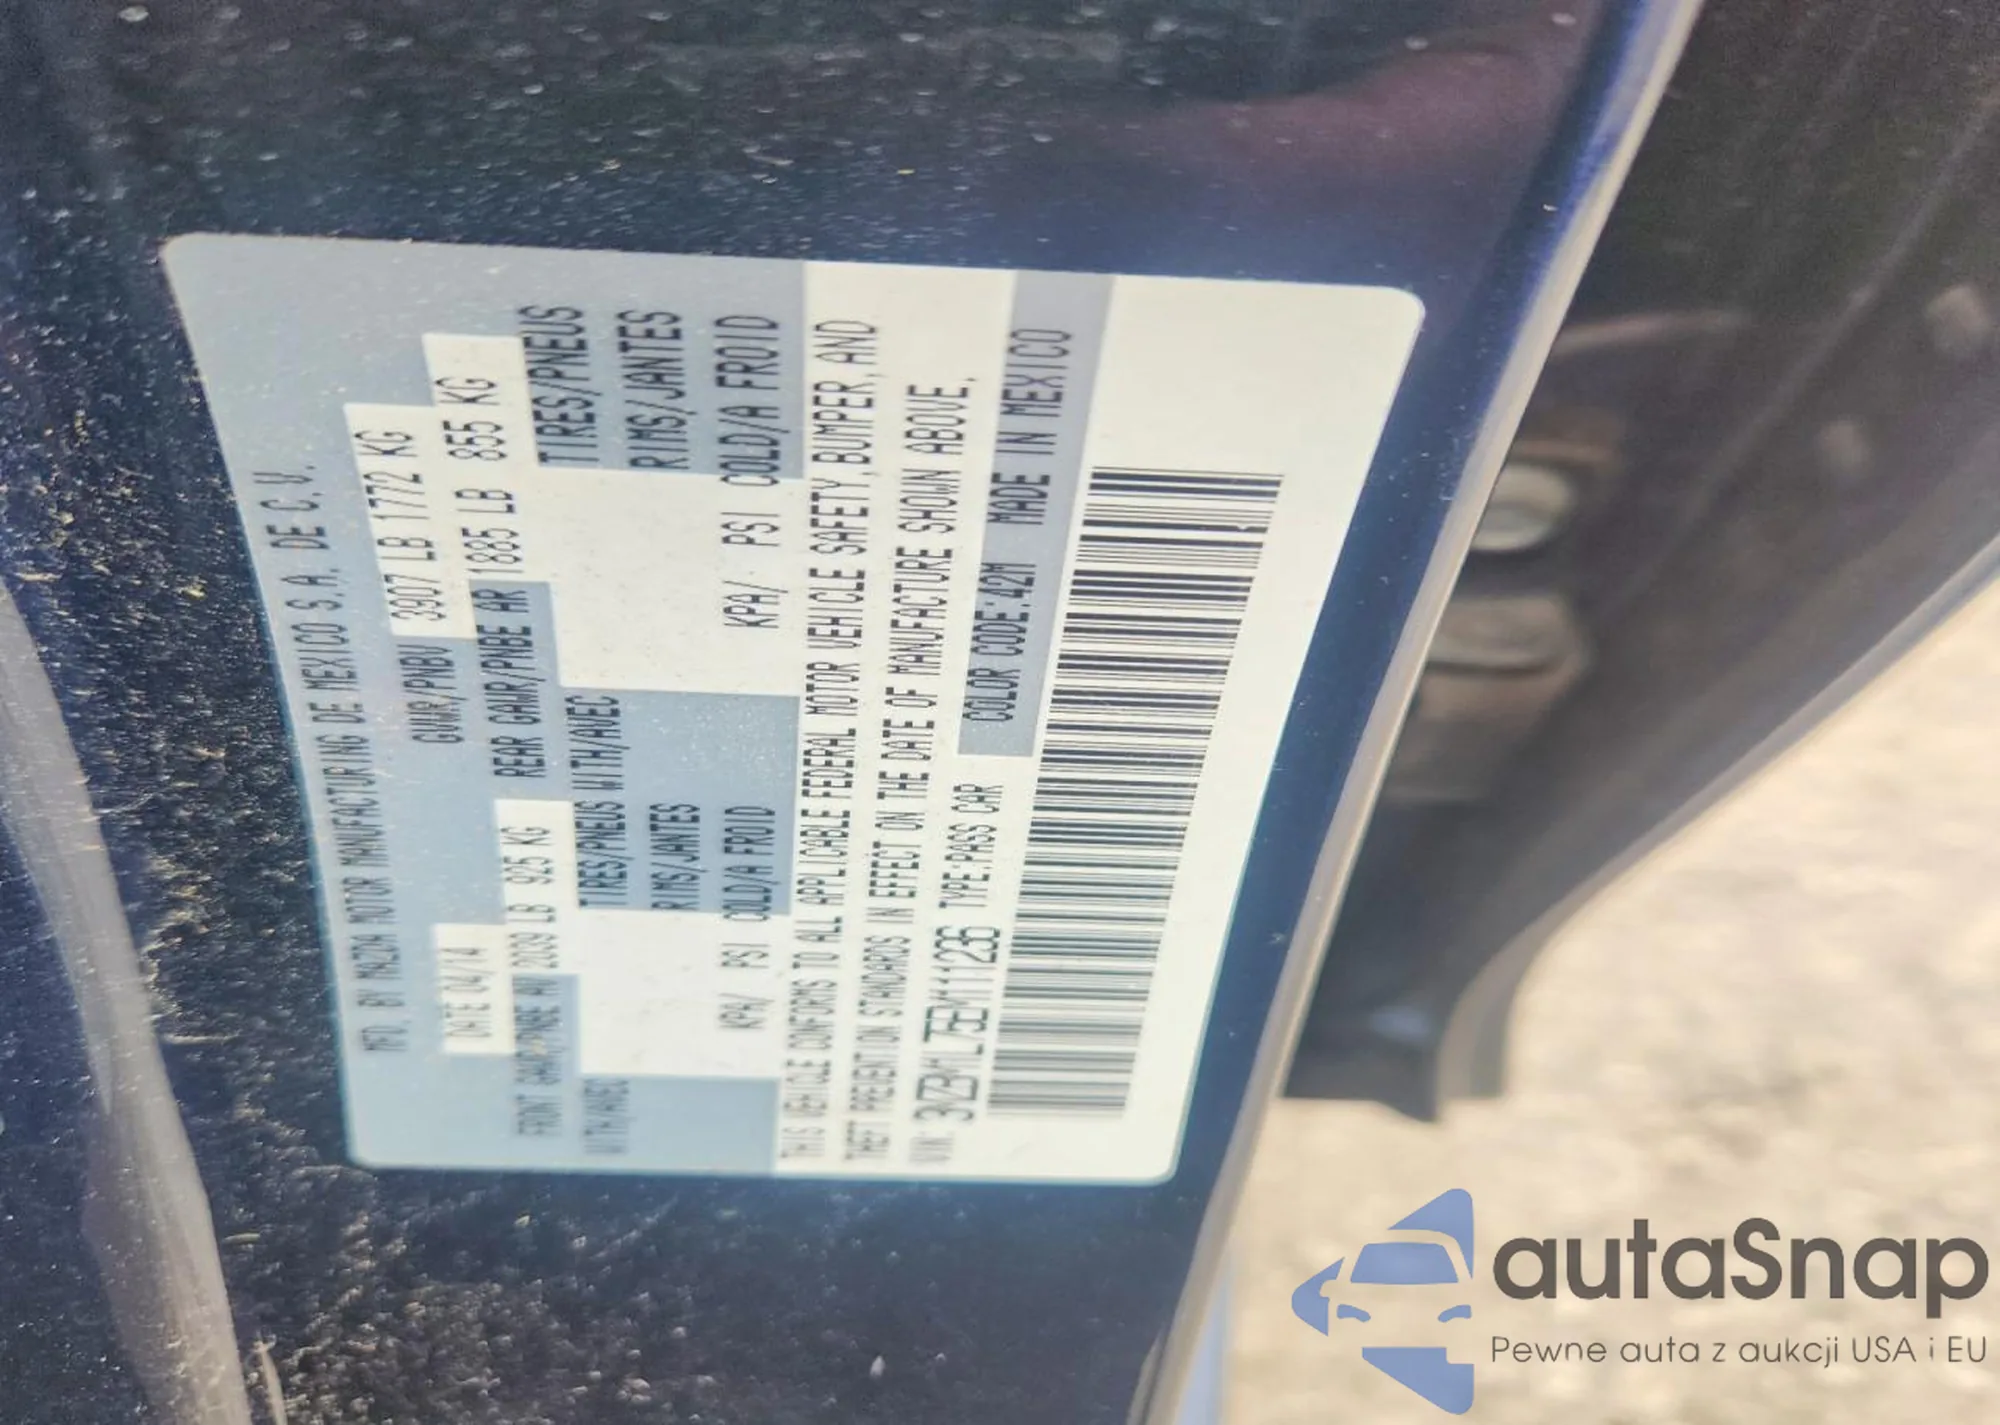 MFD. BY MAZDA MOTOR MANUFACTURING DE MEXICO S.A. DE C.V.
DATE 04/14 GVWR/PNBV 3907 LB 1772 KG
FRONT GAWR/PNBE AV 2039 LB 925 KG REAR GAWR/PNBE AR 1885 LB 855 KG
WITH/AVEC TIRES/PNEUS WITH/AVEC TIRES/PNEUS
RIMS/JANTES RIMS/JANTES
KPA/ PSI COLD/A FROID KPA/ PSI COLD/A FROID
THIS VEHICLE CONFORMS TO ALL APPLICABLE FEDERAL MOTOR VEHICLE SAFETY, BUMPER, AND
THEFT PREVENTION STANDARDS IN EFFECT ON THE DATE OF MANUFACTURE SHOWN ABOVE.
VIN: 3MZBM1L75EM111236 TYPE:PASS CAR
COLOR CODE:42M MADE IN MEXICO
autaSnap
Pewne auta z aukcji USA i EU